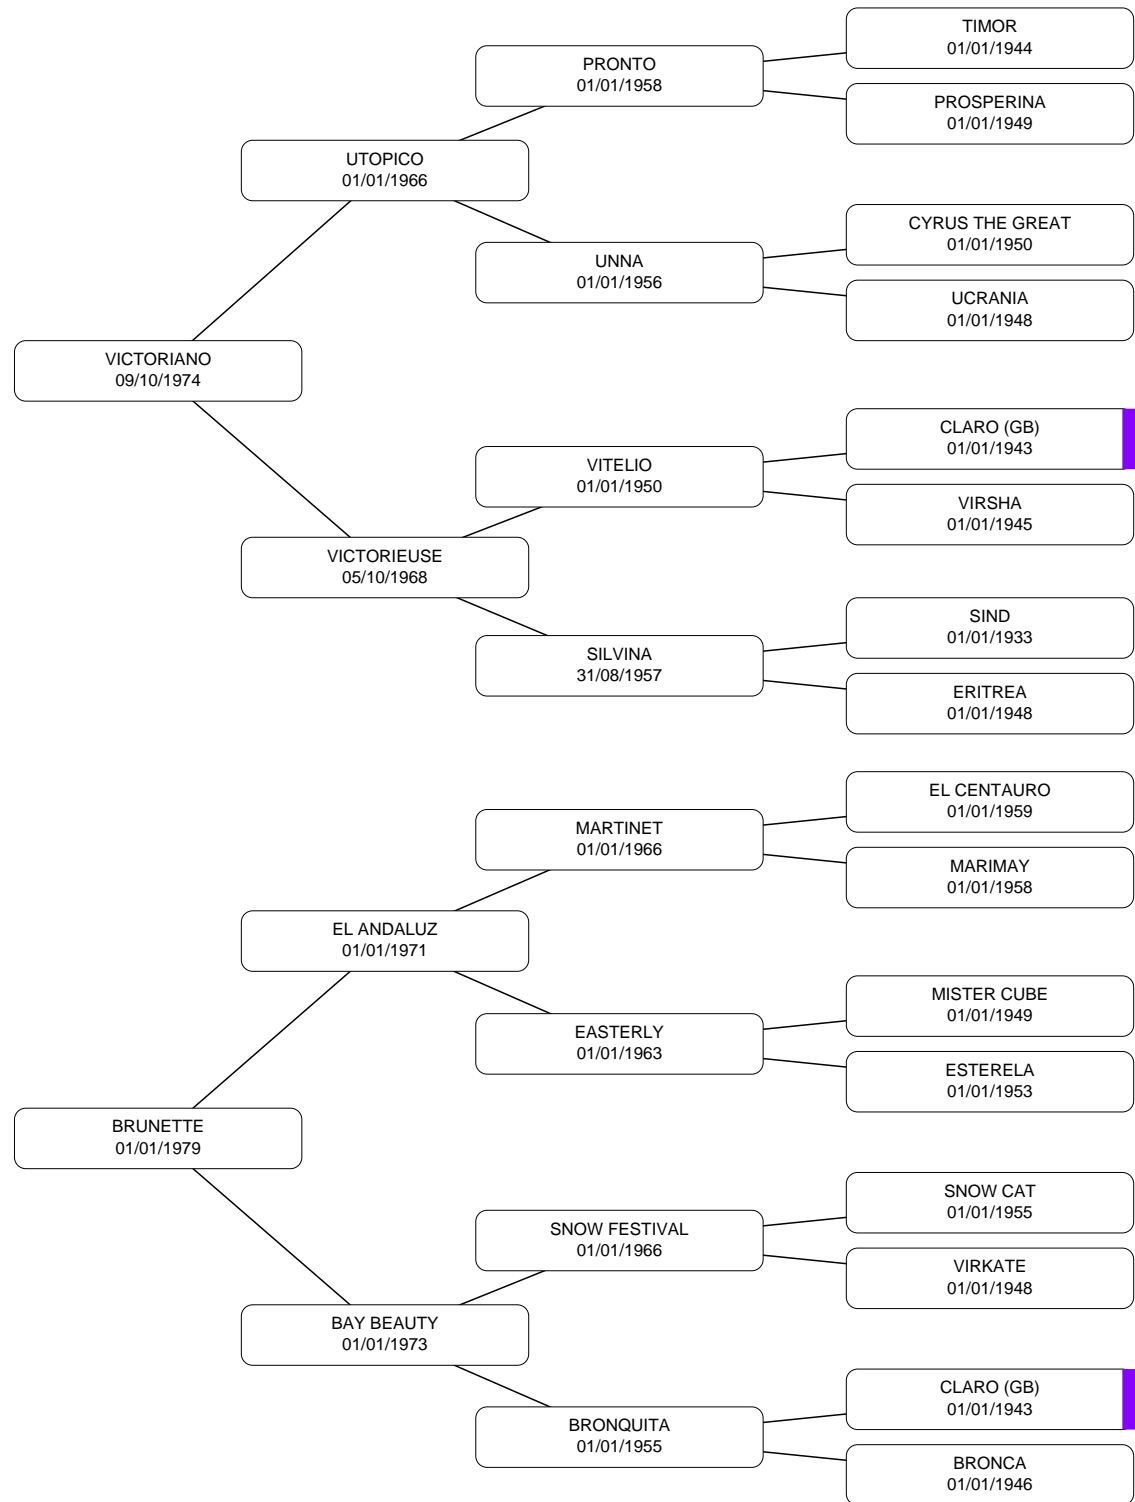 TIMOR
01/01/1944
PRONTO
01/01/1958
PROSPERINA
01/01/1949
UTOPICO
01/01/1966
CYRUS THE GREAT
01/01/1950
UNNA
01/01/1956
UCRANIA
01/01/1948
VICTORIANO
09/10/1974
CLARO (GB)
01/01/1943
VITELIO
01/01/1950
VIRSHA
01/01/1945
VICTORIEUSE
05/10/1968
SIND
01/01/1933
SILVINA
31/08/1957
ERITREA
01/01/1948
EL CENTAURO
01/01/1959
MARTINET
01/01/1966
MARIMAY
01/01/1958
EL ANDALUZ
01/01/1971
MISTER CUBE
01/01/1949
EASTERLY
01/01/1963
ESTERELA
01/01/1953
BRUNETTE
01/01/1979
SNOW CAT
01/01/1955
SNOW FESTIVAL
01/01/1966
VIRKATE
01/01/1948
BAY BEAUTY
01/01/1973
CLARO (GB)
01/01/1943
BRONQUITA
01/01/1955
BRONCA
01/01/1946